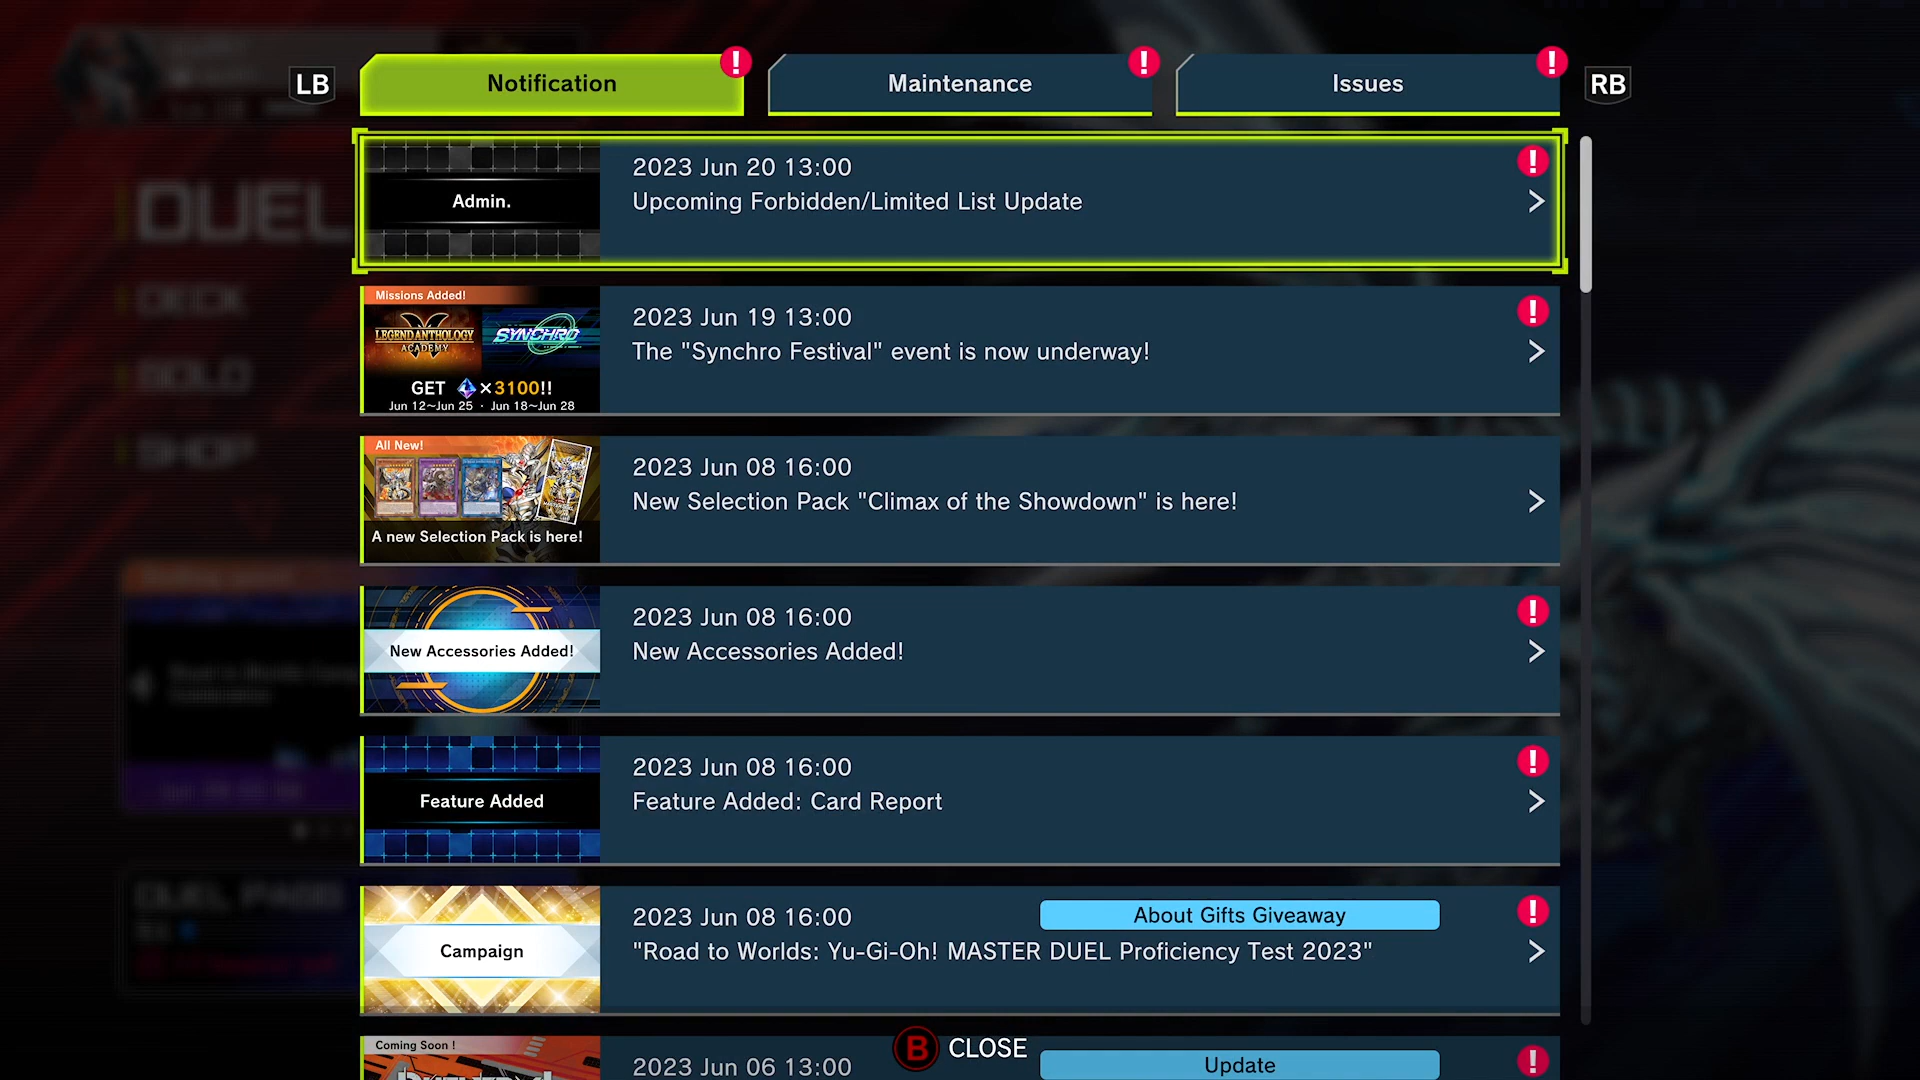 LB
Notification
!
Maintenance
!
Issues
!
RB
Admin.
2023 Jun 20 13:00
!
Upcoming Forbidden/Limited List Update
Missions Added!
LEGEND ANTHOLOGY
ACADEMY
SYNCHRO
GET ×3100!!
Jun 12~Jun 25 · Jun 18~Jun 28
2023 Jun 19 13:00
!
The "Synchro Festival" event is now underway!
All New!
A new Selection Pack is here!
2023 Jun 08 16:00
New Selection Pack "Climax of the Showdown" is here!
New Accessories Added!
2023 Jun 08 16:00
!
New Accessories Added!
Feature Added
2023 Jun 08 16:00
!
Feature Added: Card Report
Campaign
2023 Jun 08 16:00
About Gifts Giveaway
!
"Road to Worlds: Yu-Gi-Oh! MASTER DUEL Proficiency Test 2023"
Coming Soon !
2023 Jun 06 13:00
Update
!
B CLOSE
DUEL
DECK
SOLO
SHOP
DUEL PASS